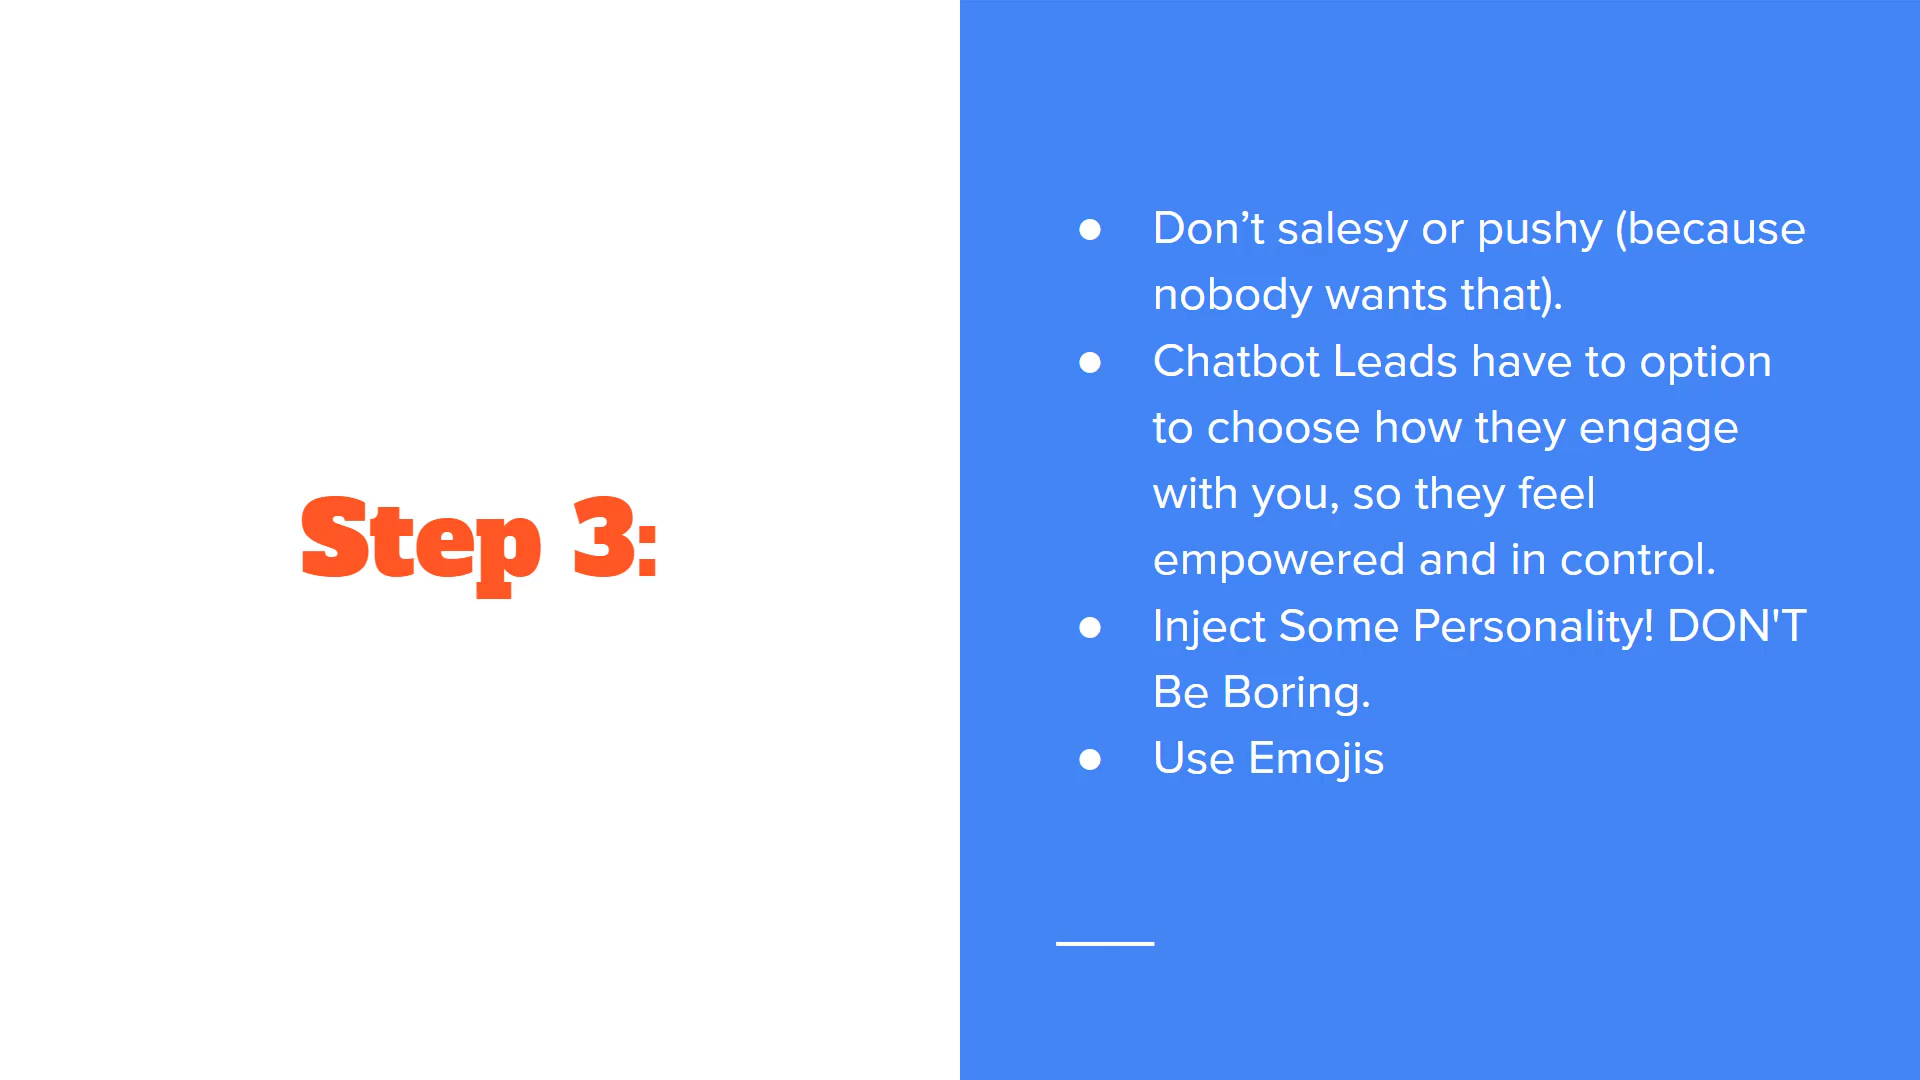 Step 3:
● Don’t salesy or pushy (because
nobody wants that).
● Chatbot Leads have to option
to choose how they engage
with you, so they feel
empowered and in control.
● Inject Some Personality! DON'T
Be Boring.
● Use Emojis